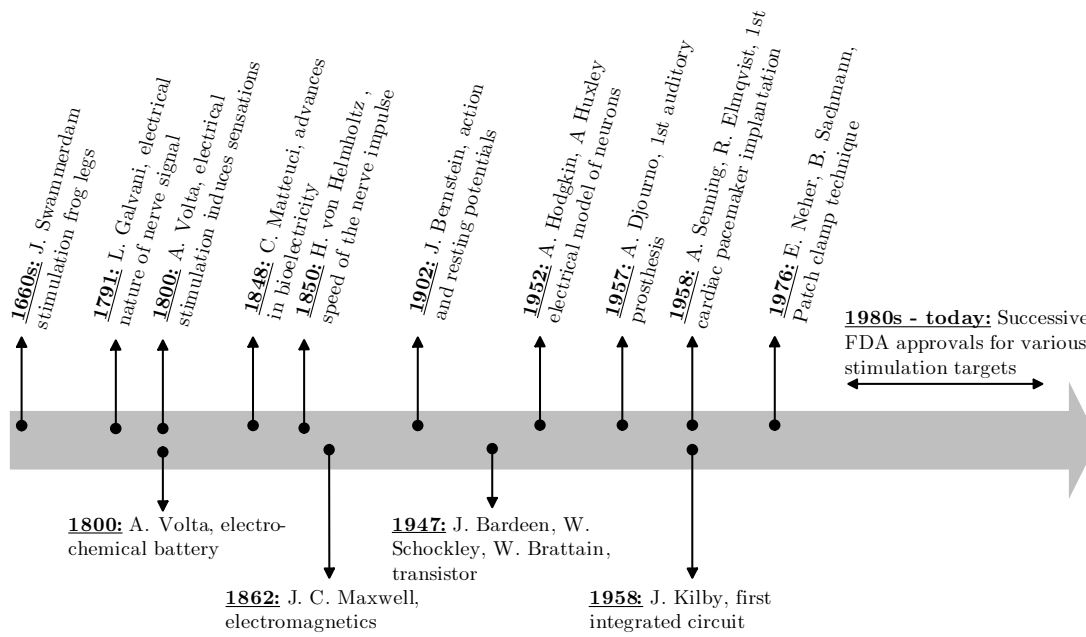 1660s: J. Swammerdam
stimulation frog legs
1791: L. Galvani, electrical
nature of nerve signal
1800: A. Volta, electrical
stimulation induces sensations
1848: C. Matteuci, advances
in bioelectricity
1850: H. von Helmholtz ,
speed of the nerve impulse
1902: J. Bernstein, action
and resting potentials
1952: A. Hodgkin, A Huxley
electrical model of neurons
1957: A. Djourno, 1st auditory
prosthesis
1958: A. Senning, R. Elmqvist, 1st
cardiac pacemaker implantation
1976: E. Neher, B. Sachmann,
Patch clamp technique
1980s - today: Successive
FDA approvals for various
stimulation targets
1800: A. Volta, electro-
chemical battery
1862: J. C. Maxwell,
electromagnetics
1947: J. Bardeen, W.
Schockley, W. Brattain,
transistor
1958: J. Kilby, first
integrated circuit